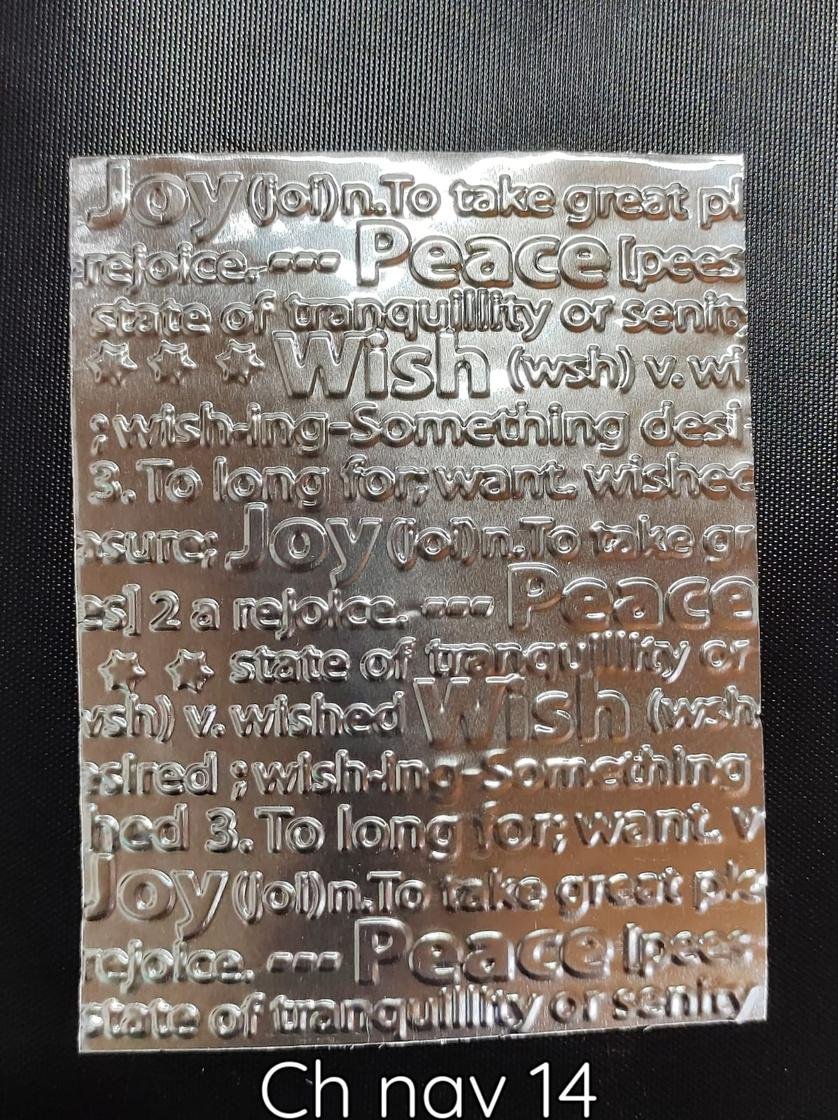 Joy (joi) n.To take great pl
rejoice. --- Peace [pees
state of tranquillity or senit
Wish (wsh) v. wi
; wish-ing-Something desi
3. To long for; want. wished
asure; Joy (joi) n.To take gr
es] 2 a rejoice. --- Peace
state of tranquillity or
wsh) v. wished Wish (wsh
esired ; wish-ing-Something
hed 3. To long for; want. w
Joy (joi) n.To take great ple
rejoice. --- Peace [pees
state of tranquillity or senity
Ch nav 14